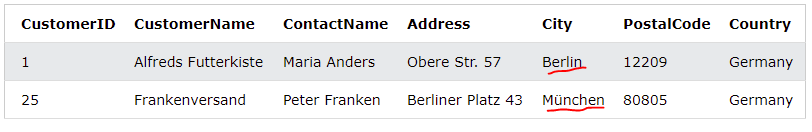 CustomerID CustomerName ContactName Address City PostalCode Country
1 Alfreds Futterkiste Maria Anders Obere Str. 57 Berlin 12209 Germany
25 Frankenversand Peter Franken Berliner Platz 43 München 80805 Germany